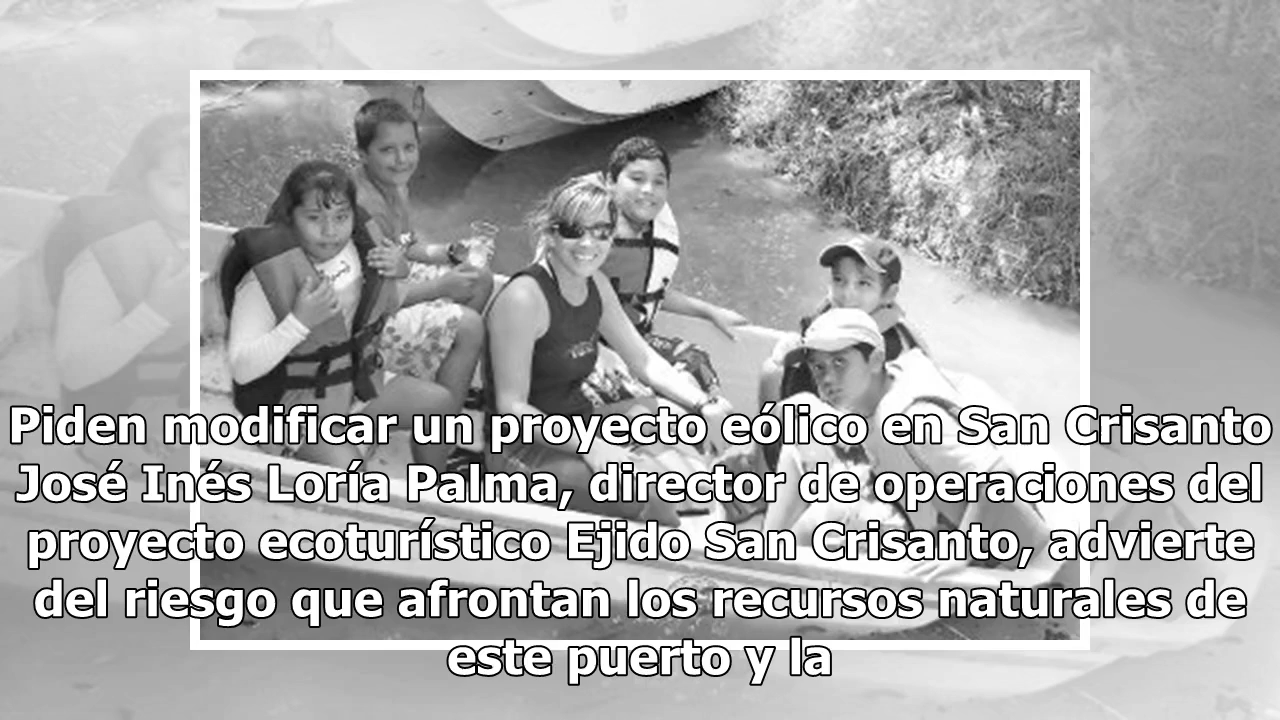 Piden modificar un proyecto eólico en San Crisanto
José Inés Loría Palma, director de operaciones del
proyecto ecoturístico Ejido San Crisanto, advierte
del riesgo que afrontan los recursos naturales de
este puerto y la